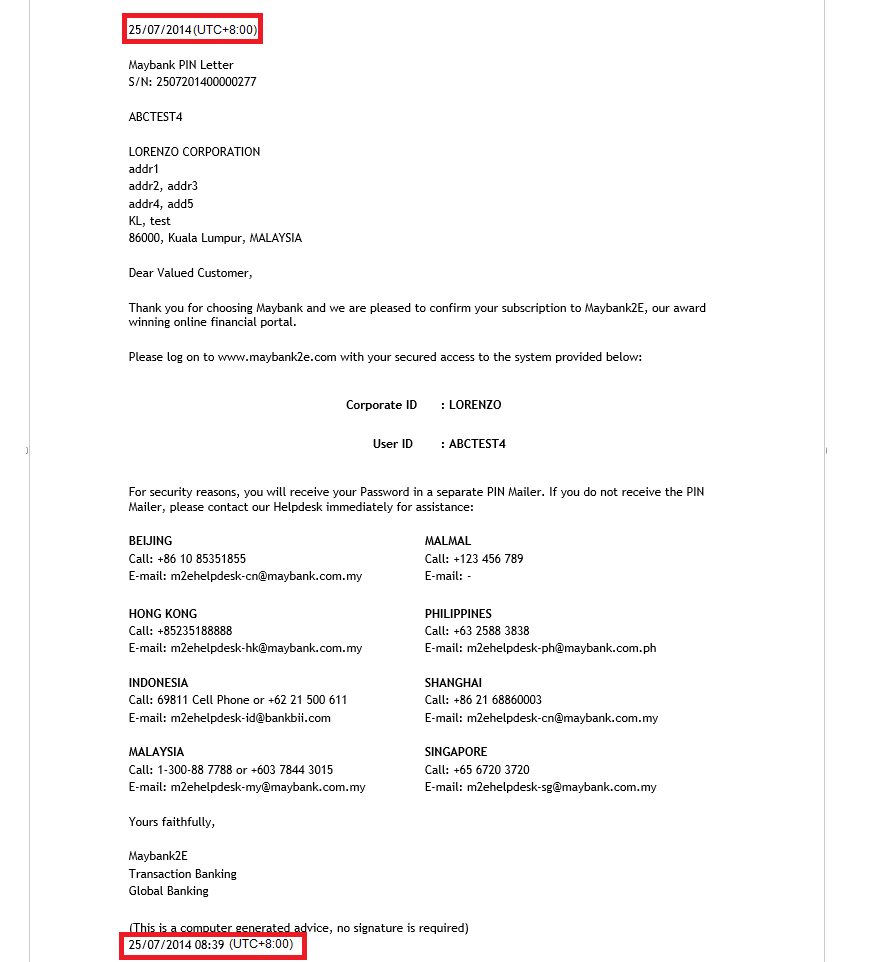 25/07/2014(UTC+8:00)
Maybank PIN Letter
S/N: 2507201400000277
ABCTEST4
LORENZO CORPORATION
addr1
addr2, addr3
addr4, add5
KL, test
86000, Kuala Lumpur, MALAYSIA
Dear Valued Customer,
Thank you for choosing Maybank and we are pleased to confirm your subscription to Maybank2E, our award
winning online financial portal.
Please log on to www.maybank2e.com with your secured access to the system provided below:
Corporate ID : LORENZO
User ID : ABCTEST4
For security reasons, you will receive your Password in a separate PIN Mailer. If you do not receive the PIN
Mailer, please contact our Helpdesk immediately for assistance:
BEIJING
Call: +86 10 85351855
E-mail: m2ehelpdesk-cn@maybank.com.my
MALMAL
Call: +123 456 789
E-mail: -
HONG KONG
Call: +85235188888
E-mail: m2ehelpdesk-hk@maybank.com.my
PHILIPPINES
Call: +63 2588 3838
E-mail: m2ehelpdesk-ph@maybank.com.ph
INDONESIA
Call: 69811 Cell Phone or +62 21 500 611
E-mail: m2ehelpdesk-id@bankbii.com
SHANGHAI
Call: +86 21 68860003
E-mail: m2ehelpdesk-cn@maybank.com.my
MALAYSIA
Call: 1-300-88 7788 or +603 7844 3015
E-mail: m2ehelpdesk-my@maybank.com.my
SINGAPORE
Call: +65 6720 3720
E-mail: m2ehelpdesk-sg@maybank.com.my
Yours faithfully,
Maybank2E
Transaction Banking
Global Banking
(This is a computer generated advice, no signature is required)
25/07/2014 08:39 (UTC+8:00)